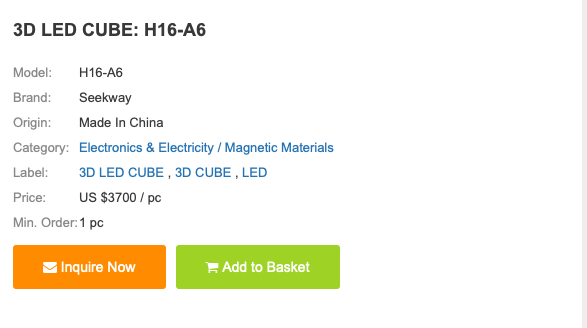 3D LED CUBE: H16-A6
Model: H16-A6
Brand: Seekway
Origin: Made In China
Category: Electronics & Electricity / Magnetic Materials
Label: 3D LED CUBE , 3D CUBE , LED
Price: US $3700 / pc
Min. Order: 1 pc
Inquire Now Add to Basket